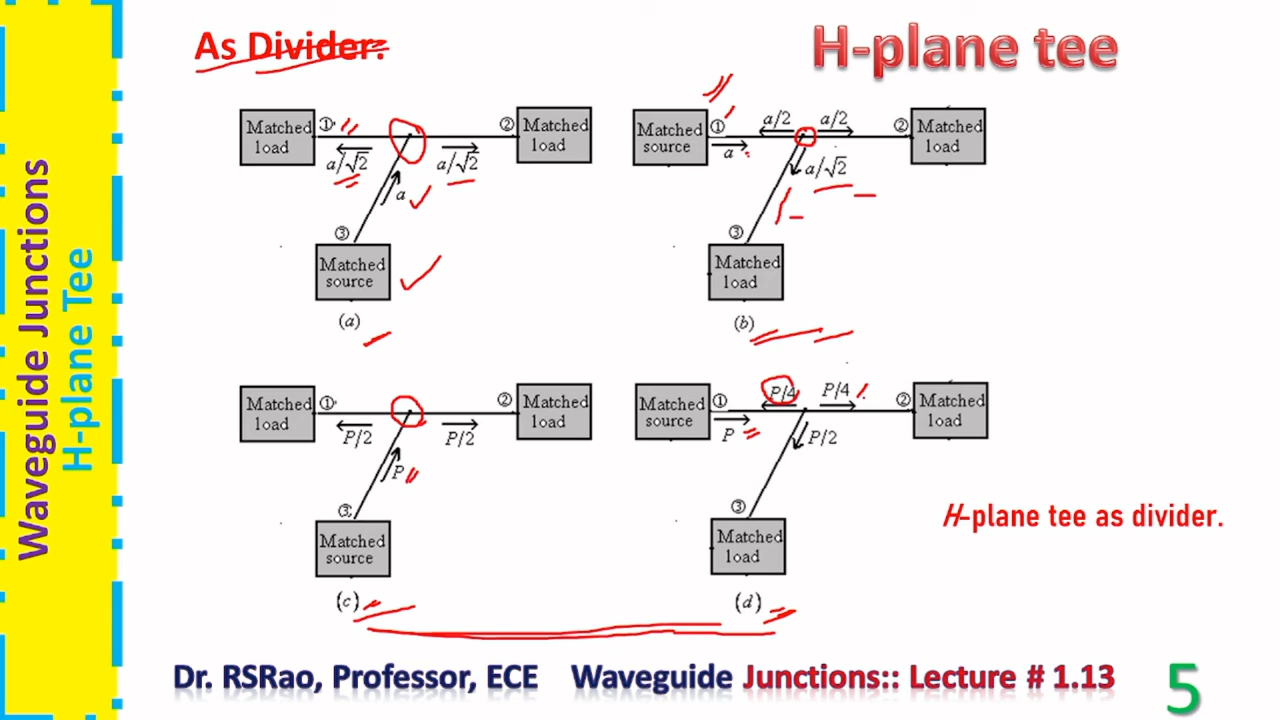 As Divider:
H-plane tee
Waveguide Junctions
H-plane Tee
Matched
load
①
②
Matched
load
a/√2
a/√2
a
③
Matched
source
(a)
Matched
source
①
a/2
a/2
②
Matched
load
a
a/√2
③
Matched
load
(b)
Matched
load
①
②
Matched
load
P/2
P/2
P
③
Matched
source
(c)
Matched
source
①
P/4
P/4
②
Matched
load
P
P/2
③
Matched
load
(d)
H-plane tee as divider.
Dr. RSRao, Professor, ECE Waveguide Junctions:: Lecture # 1.13
5